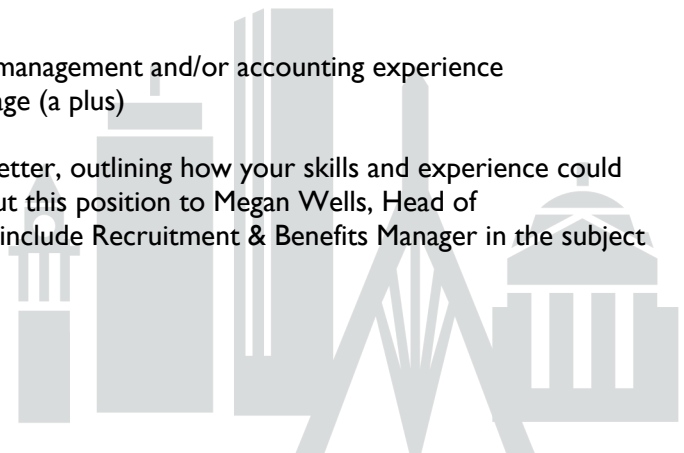 management and/or accounting experience
age (a plus)
etter, outlining how your skills and experience could
ut this position to Megan Wells, Head of
include Recruitment & Benefits Manager in the subject